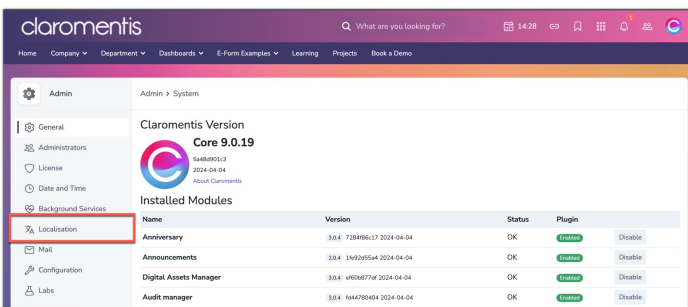 claromentis
What are you looking for?
14:28
1
Home Company Department Dashboards E-Form Examples Learning Projects Book a Demo
Admin
Admin > System
General
Administrators
License
Date and Time
Background Services
Localisation
Mail
Configuration
Labs
Claromentis Version
Core 9.0.19
5a48d901c3
2024-04-04
About Claromentis
Installed Modules
Name Version Status Plugin
Anniversary 3.0.4 7284f86c17 2024-04-04 OK Enabled Disable
Announcements 2.0.4 1fe92d55a4 2024-04-04 OK Enabled Disable
Digital Assets Manager 3.0.4 ef60b877df 2024-04-04 OK Enabled Disable
Audit manager 3.0.4 fd44780404 2024-04-04 OK Enabled Disable